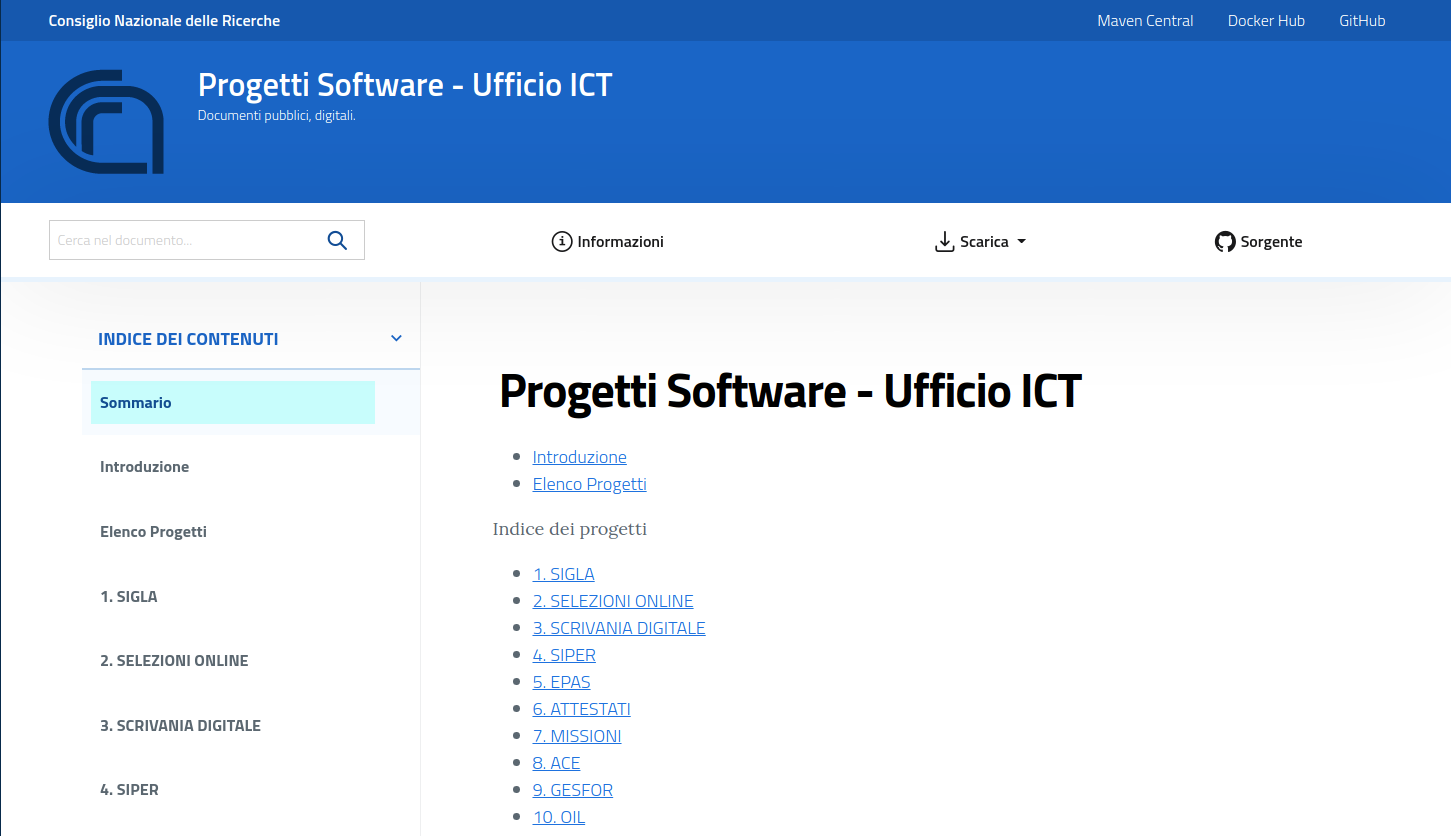 Consiglio Nazionale delle Ricerche
Maven Central
Docker Hub
GitHub
Progetti Software - Ufficio ICT
Documenti pubblici, digitali.
Cerca nel documento...
Informazioni
Scarica
Sorgente
INDICE DEI CONTENUTI
Sommario
Introduzione
Elenco Progetti
1. SIGLA
2. SELEZIONI ONLINE
3. SCRIVANIA DIGITALE
4. SIPER
Progetti Software - Ufficio ICT
Introduzione
Elenco Progetti
Indice dei progetti
1. SIGLA
2. SELEZIONI ONLINE
3. SCRIVANIA DIGITALE
4. SIPER
5. EPAS
6. ATTESTATI
7. MISSIONI
8. ACE
9. GESFOR
10. OIL